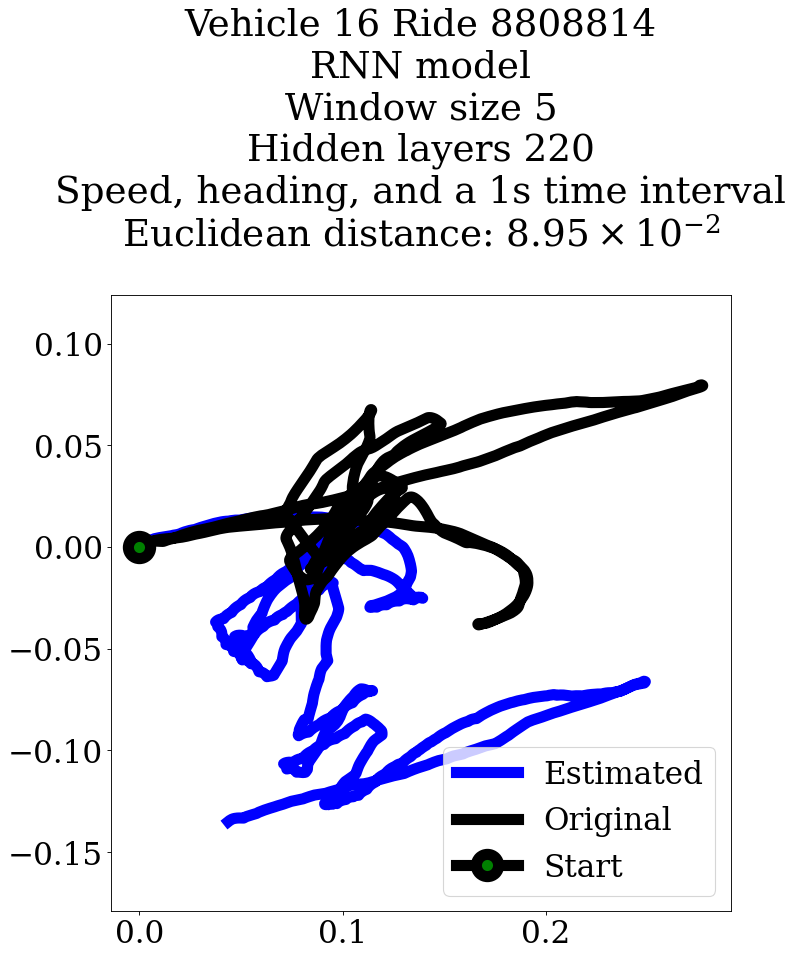 Vehicle 16 Ride 8808814
RNN model
Window size 5
Hidden layers 220
Speed, heading, and a 1s time interval
Euclidean distance: 8.95 × 10⁻²
0.10
0.05
0.00
−0.05
−0.10
−0.15
0.0 0.1 0.2
Estimated
Original
Start